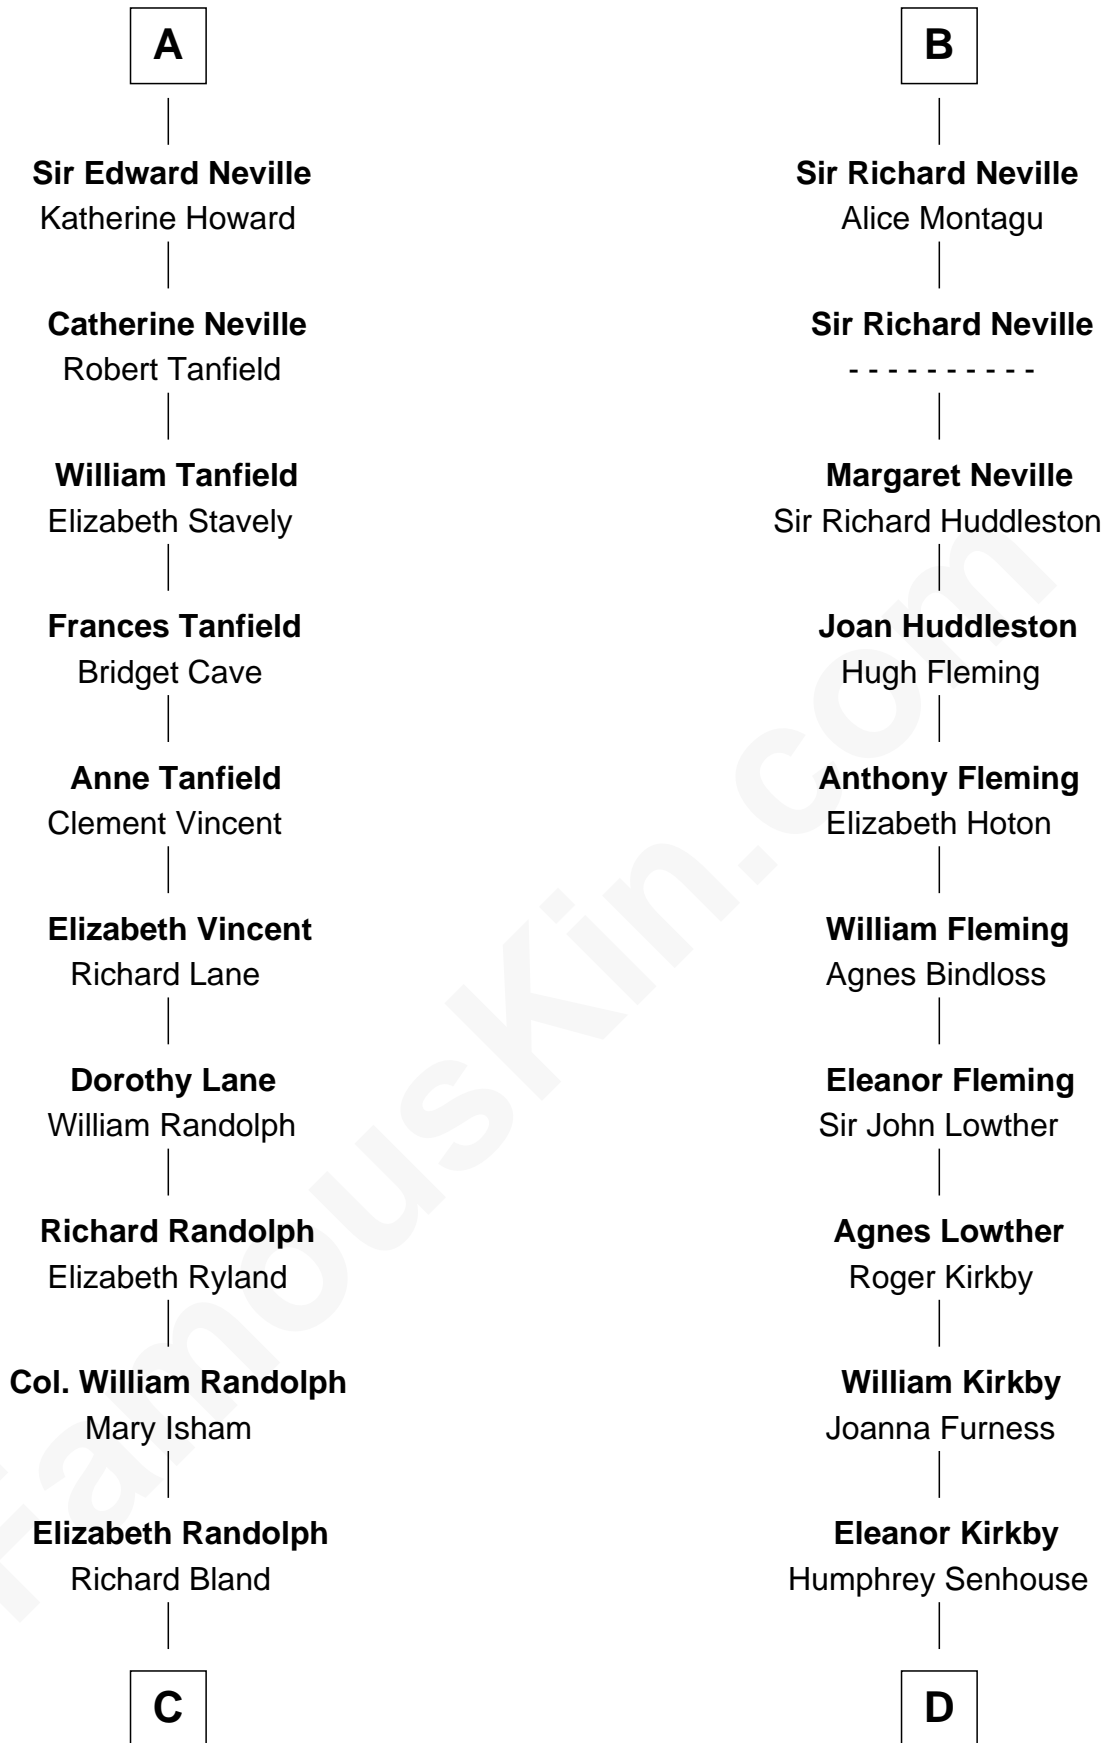 A
Sir Edward Neville
Katherine Howard
Catherine Neville
Robert Tanfield
William Tanfield
Elizabeth Stavely
Frances Tanfield
Bridget Cave
Anne Tanfield
Clement Vincent
Elizabeth Vincent
Richard Lane
Dorothy Lane
William Randolph
Richard Randolph
Elizabeth Ryland
Col. William Randolph
Mary Isham
Elizabeth Randolph
Richard Bland
C
B
Sir Richard Neville
Alice Montagu
Sir Richard Neville
- - - - - - - - - -
Margaret Neville
Sir Richard Huddleston
Joan Huddleston
Hugh Fleming
Anthony Fleming
Elizabeth Hoton
William Fleming
Agnes Bindloss
Eleanor Fleming
Sir John Lowther
Agnes Lowther
Roger Kirkby
William Kirkby
Joanna Furness
Eleanor Kirkby
Humphrey Senhouse
D
FamousKin.com